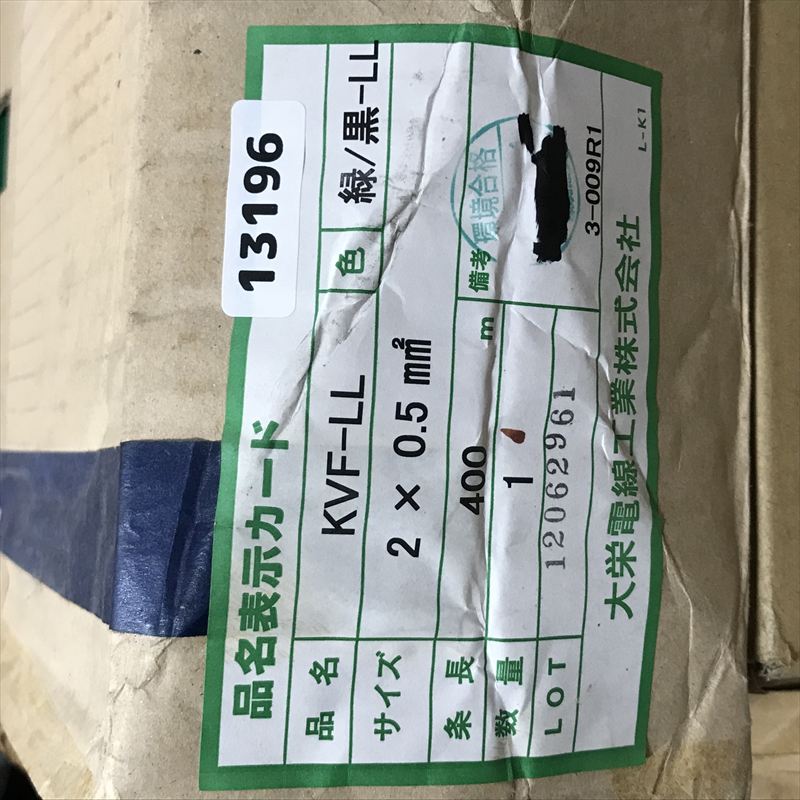 13196
品名表示カード
品名 KVF-LL 色 緑/黒-LL
サイズ 2 × 0.5 ㎟
条長 400 m 備考 環境合格
数量 1
LOT 12062961
3-009R1
大栄電線工業株式会社
L-K1